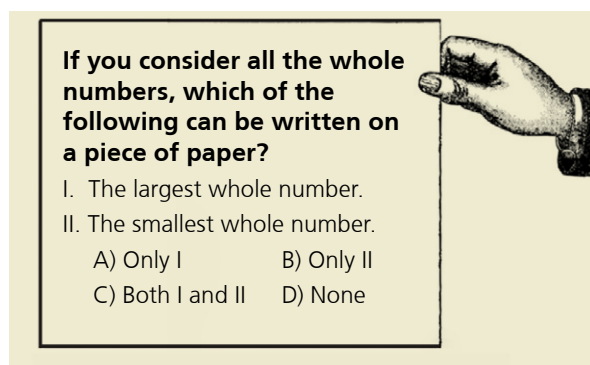 If you consider all the whole
numbers, which of the
following can be written on
a piece of paper?
I. The largest whole number.
II. The smallest whole number.
A) Only I B) Only II
C) Both I and II D) None